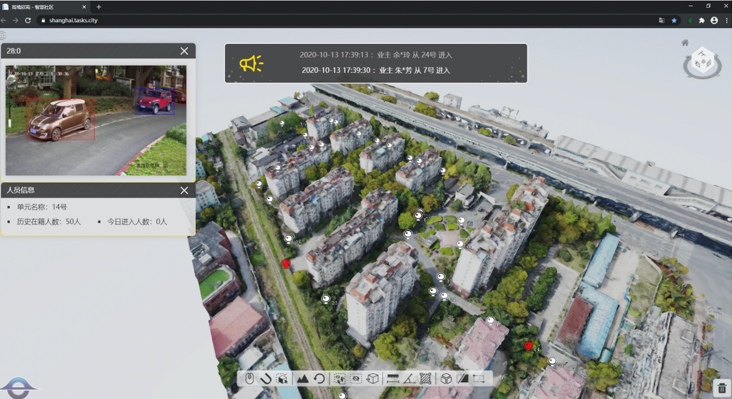 shanghai.tasks.city
28:0
2020-10-13 17:39:13 : 业主 余*玲 从 24号 进入
2020-10-13 17:39:30 : 业主 朱*芳 从 7号 进入
人员信息
单元名称: 14号
历史在籍人数: 50人
今日进入人数: 0人